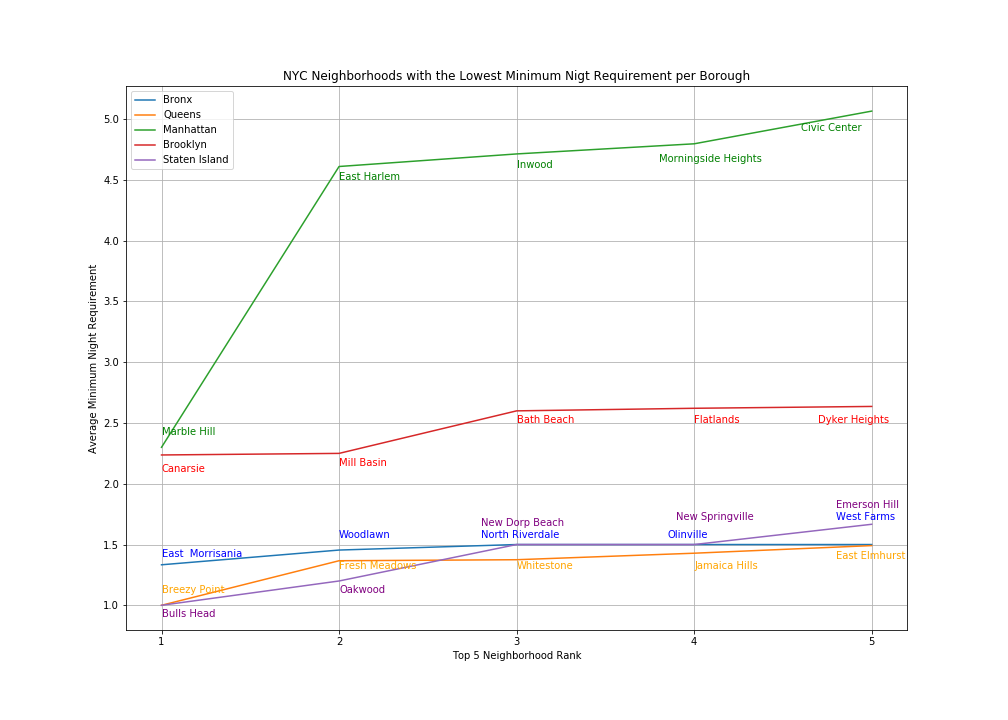 NYC Neighborhoods with the Lowest Minimum Nigt Requirement per Borough
Bronx
Queens
Manhattan
Brooklyn
Staten Island
Average Minimum Night Requirement
5.0
4.5
4.0
3.5
3.0
2.5
2.0
1.5
1.0
Civic Center
Morningside Heights
Inwood
East Harlem
Marble Hill
Bath Beach
Flatlands
Dyker Heights
Mill Basin
Canarsie
Emerson Hill
New Springville
West Farms
New Dorp Beach
Woodlawn
North Riverdale
Olinville
East  Morrisania
East Elmhurst
Fresh Meadows
Whitestone
Jamaica Hills
Breezy Point
Oakwood
Bulls Head
1
2
3
4
5
Top 5 Neighborhood Rank